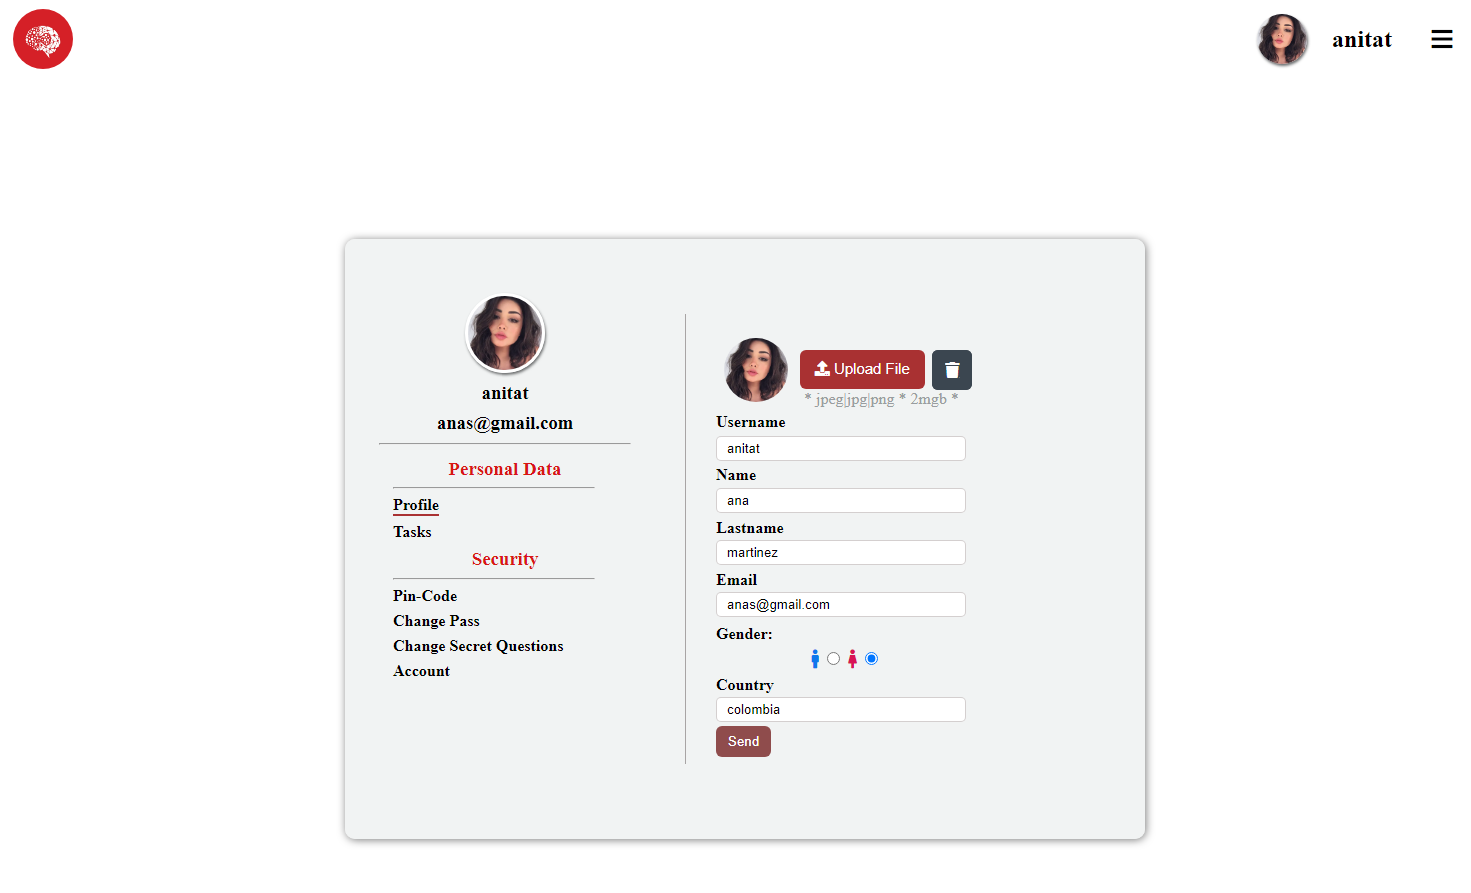 anitat
anitat
anas@gmail.com
Personal Data
Profile
Tasks
Security
Pin-Code
Change Pass
Change Secret Questions
Account
Upload File
* jpeg|jpg|png * 2mgb *
Username
anitat
Name
ana
Lastname
martinez
Email
anas@gmail.com
Gender:
Country
colombia
Send